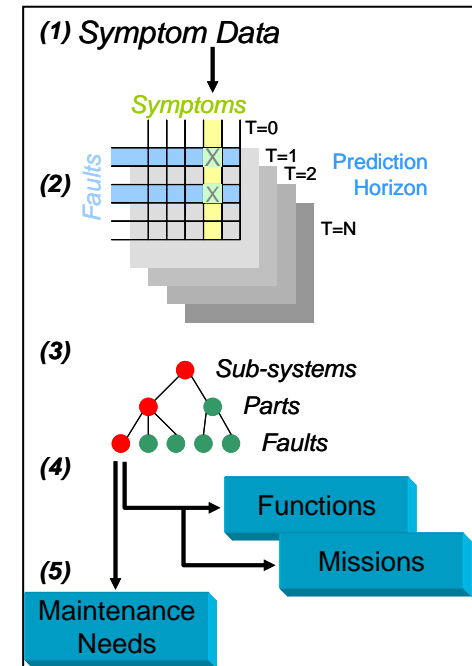 (1) Symptom Data
Symptoms
T=0
T=1
T=2
T=N
Prediction
Horizon
(2)
Faults
X
X
(3)
Sub-systems
Parts
Faults
(4)
Functions
Missions
(5)
Maintenance
Needs